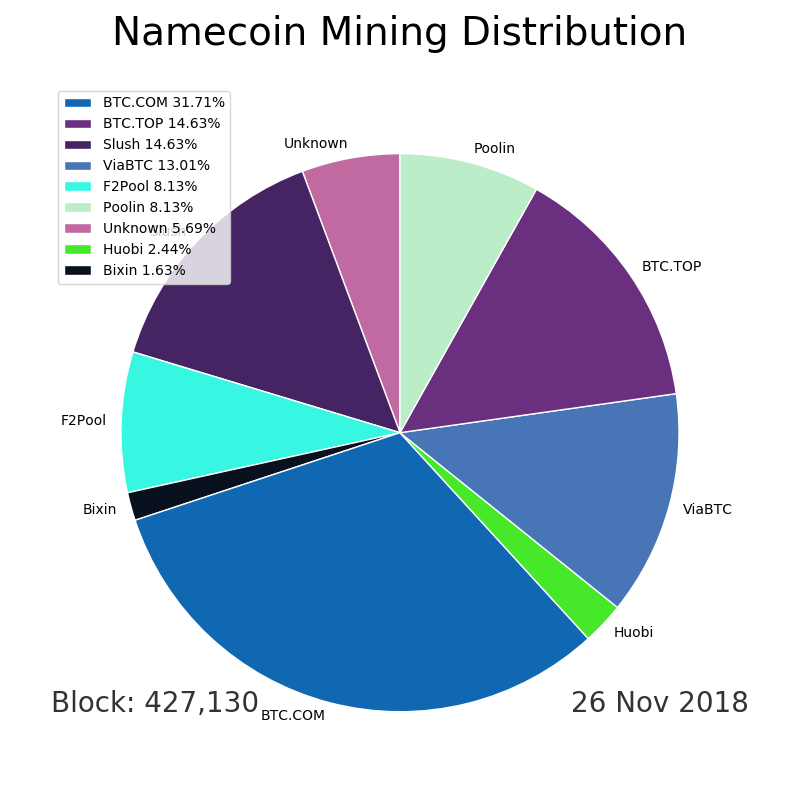 Namecoin Mining Distribution
BTC.COM 31.71%
BTC.TOP 14.63%
Slush 14.63%
ViaBTC 13.01%
F2Pool 8.13%
Poolin 8.13%
Unknown 5.69%
Huobi 2.44%
Bixin 1.63%
Unknown
Poolin
Slush
BTC.TOP
F2Pool
Bixin
ViaBTC
Huobi
Block: 427,130
BTC.COM
26 Nov 2018